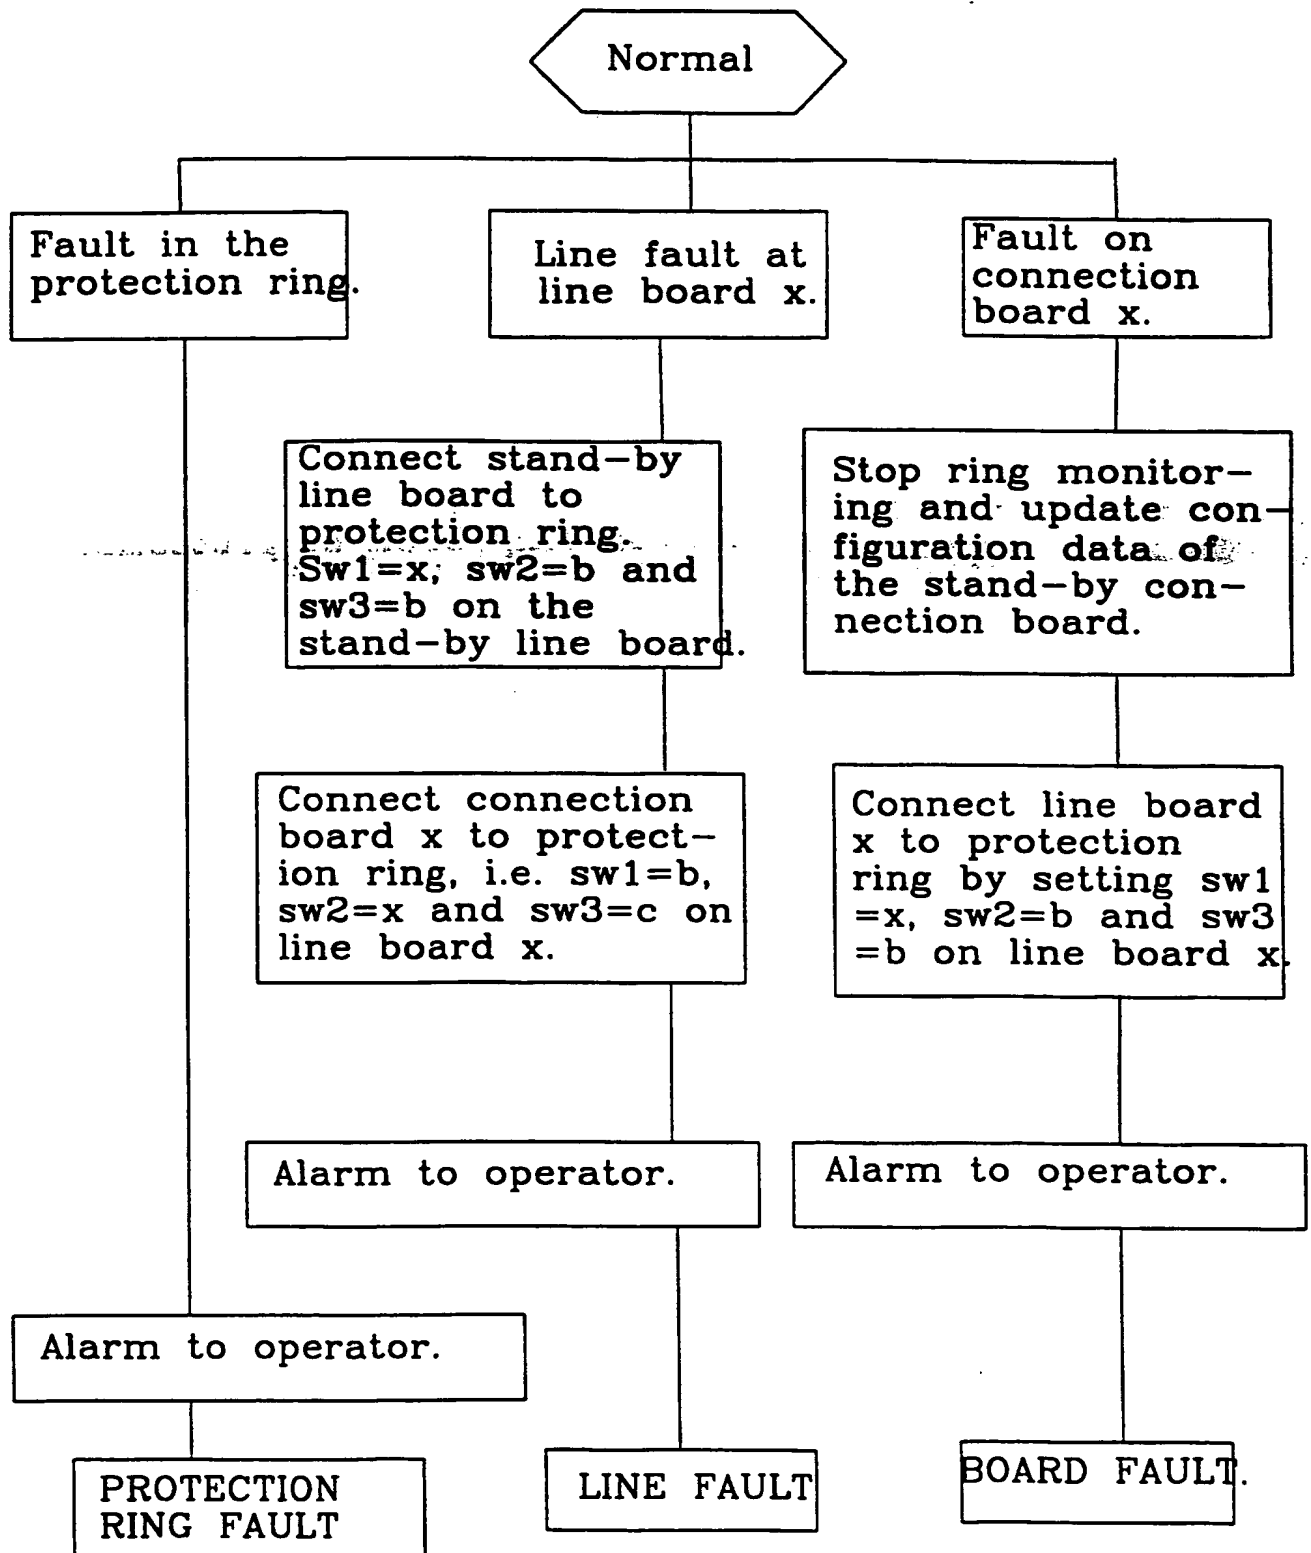 Normal
Fault in the
protection ring.
Line fault at
line board x.
Fault on
connection
board x.
Connect stand-by
line board to
protection ring.
Sw1=x, sw2=b and
sw3=b on the
stand-by line board.
Stop ring monitor-
ing and update con-
figuration data of
the stand-by con-
nection board.
Connect connection
board x to protect-
ion ring, i.e. sw1=b,
sw2=x and sw3=c on
line board x.
Connect line board
x to protection
ring by setting sw1
=x, sw2=b and sw3
=b on line board x.
Alarm to operator.
Alarm to operator.
Alarm to operator.
PROTECTION
RING FAULT
LINE FAULT
BOARD FAULT.